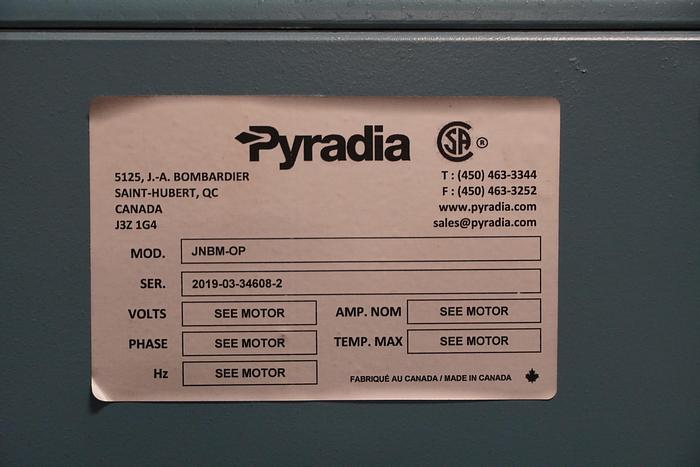 Pyradia CSA ®
5125, J.-A. BOMBARDIER T : (450) 463-3344
SAINT-HUBERT, QC F : (450) 463-3252
CANADA www.pyradia.com
J3Z 1G4 sales@pyradia.com
MOD. JNBM-OP
SER. 2019-03-34608-2
VOLTS SEE MOTOR AMP. NOM SEE MOTOR
PHASE SEE MOTOR TEMP. MAX SEE MOTOR
Hz SEE MOTOR FABRIQUÉ AU CANADA / MADE IN CANADA